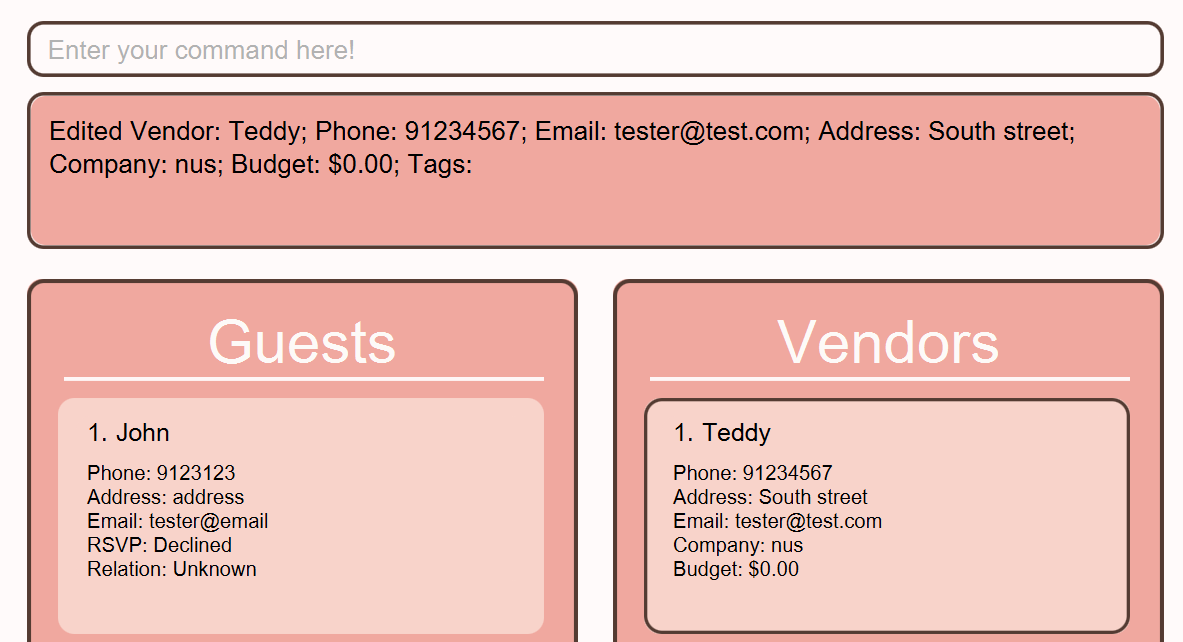 Enter your command here!
Edited Vendor: Teddy; Phone: 91234567; Email: tester@test.com; Address: South street;
Company: nus; Budget: $0.00; Tags:
Guests
1. John
Phone: 9123123
Address: address
Email: tester@email
RSVP: Declined
Relation: Unknown
Vendors
1. Teddy
Phone: 91234567
Address: South street
Email: tester@test.com
Company: nus
Budget: $0.00